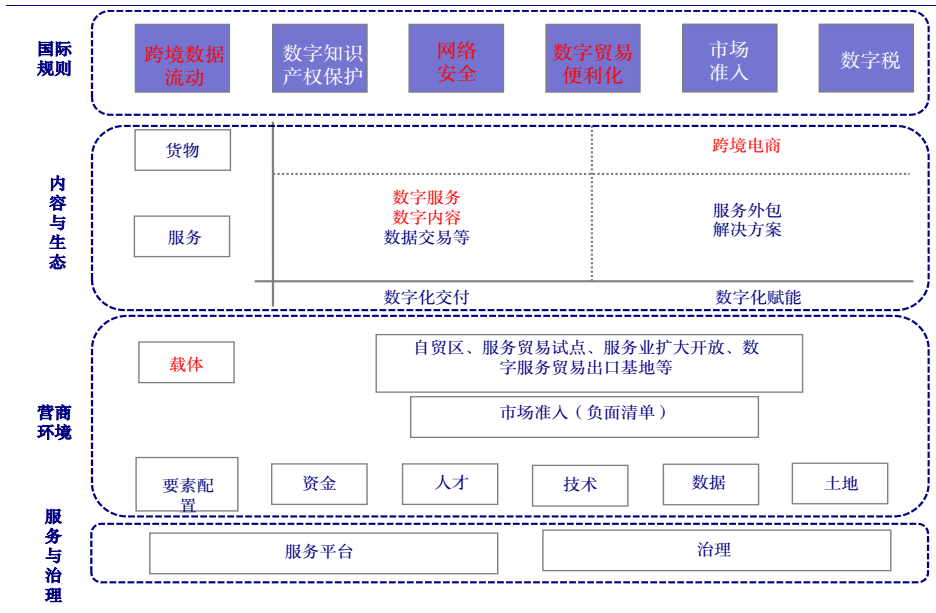 国际
规则
跨境数据
流动
数字知识
产权保护
网络
安全
数字贸易
便利化
市场
准入
数字税
内
容
与
生
态
货物
跨境电商
服务
数字服务
数字内容
数据交易等
服务外包
解决方案
数字化交付
数字化赋能
营商
环境
载体
自贸区、服务贸易试点、服务业扩大开放、数
字服务贸易出口基地等
市场准入（负面清单）
要素配
置
资金
人才
技术
数据
土地
服
务
与
治
理
服务平台
治理